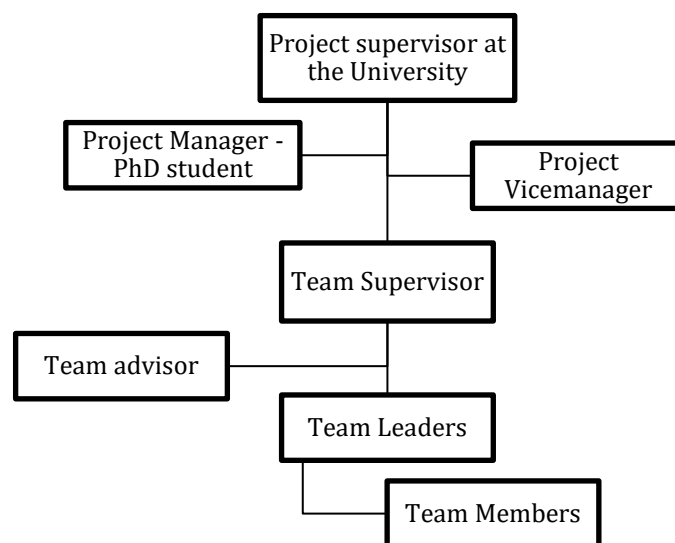 Project supervisor at
the University
Project Manager -
PhD student
Project
Vicemanager
Team Supervisor
Team advisor
Team Leaders
Team Members